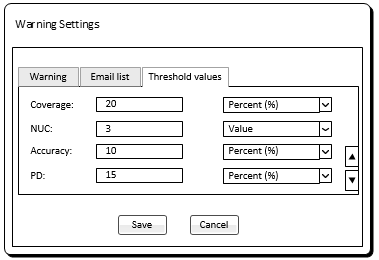 Warning Settings
Warning Email list Threshold values
Coverage: 20 Percent (%)
NUC: 3 Value
Accuracy: 10 Percent (%)
PD: 15 Percent (%)
Save Cancel